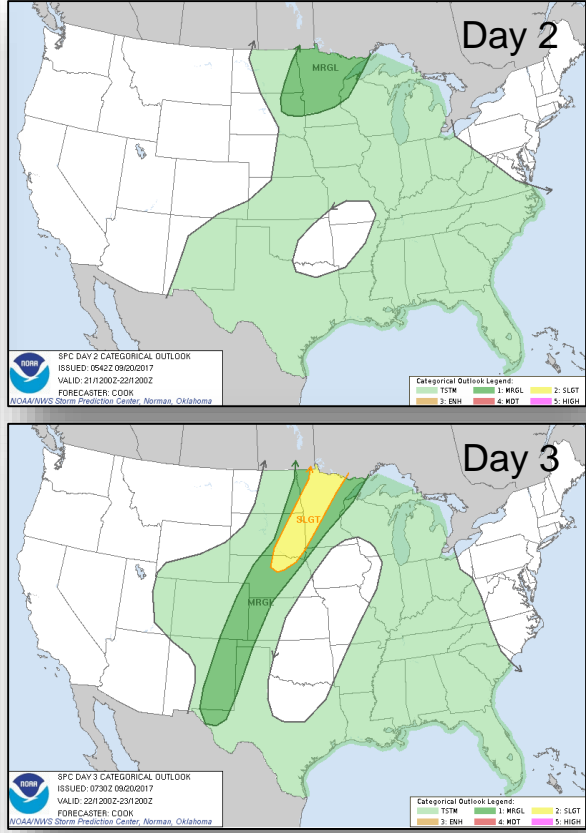 Day 2
MRGL
NOAA
SPC DAY 2 CATEGORICAL OUTLOOK
ISSUED: 0542Z 09/20/2017
VALID: 21/1200Z-22/1200Z
FORECASTER: COOK
NOAA/NWS Storm Prediction Center, Norman, Oklahoma
Categorical Outlook Legend:
TSTM 1: MRGL 2: SLGT
3: ENH 4: MDT 5: HIGH
Day 3
SLGT
MRGL
NOAA
SPC DAY 3 CATEGORICAL OUTLOOK
ISSUED: 0730Z 09/20/2017
VALID: 22/1200Z-23/1200Z
FORECASTER: COOK
NOAA/NWS Storm Prediction Center, Norman, Oklahoma
Categorical Outlook Legend:
TSTM 1: MRGL 2: SLGT
3: ENH 4: MDT 5: HIGH